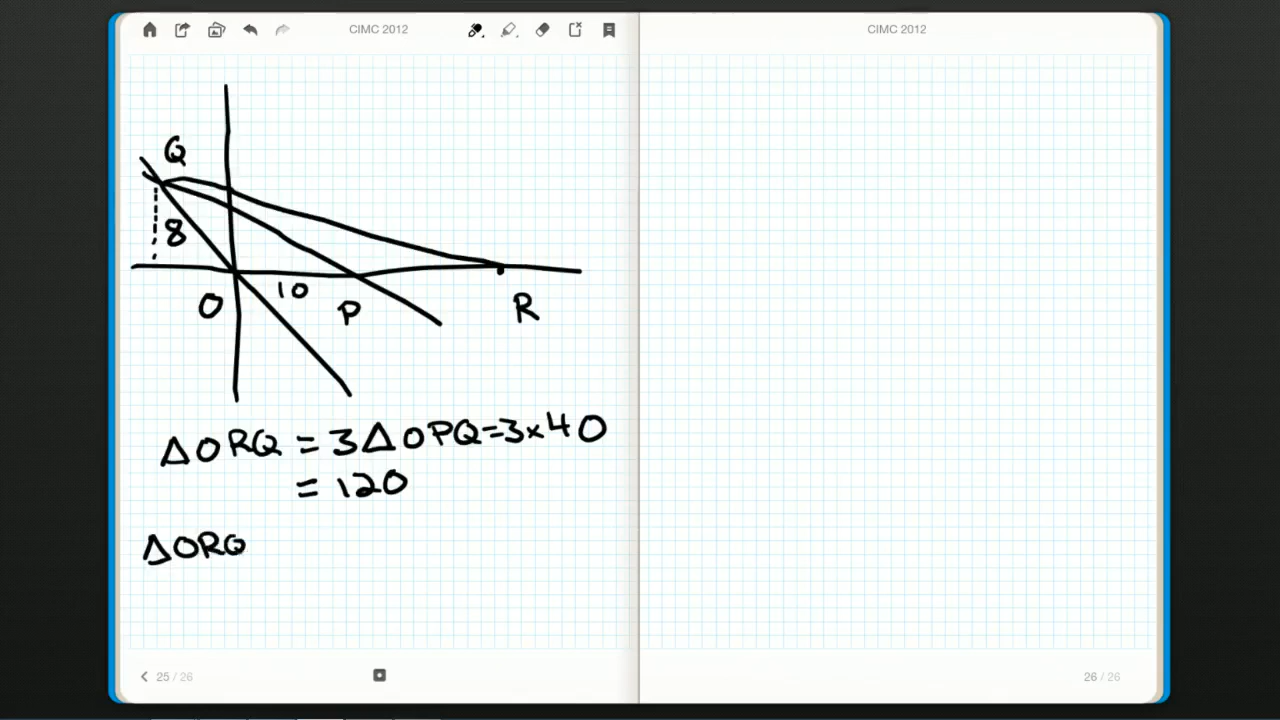 CIMC 2012
CIMC 2012
Q
8
10
O
P
R
ΔORQ = 3ΔOPQ=3×40
= 120
ΔORQ
25 / 26
26 / 26